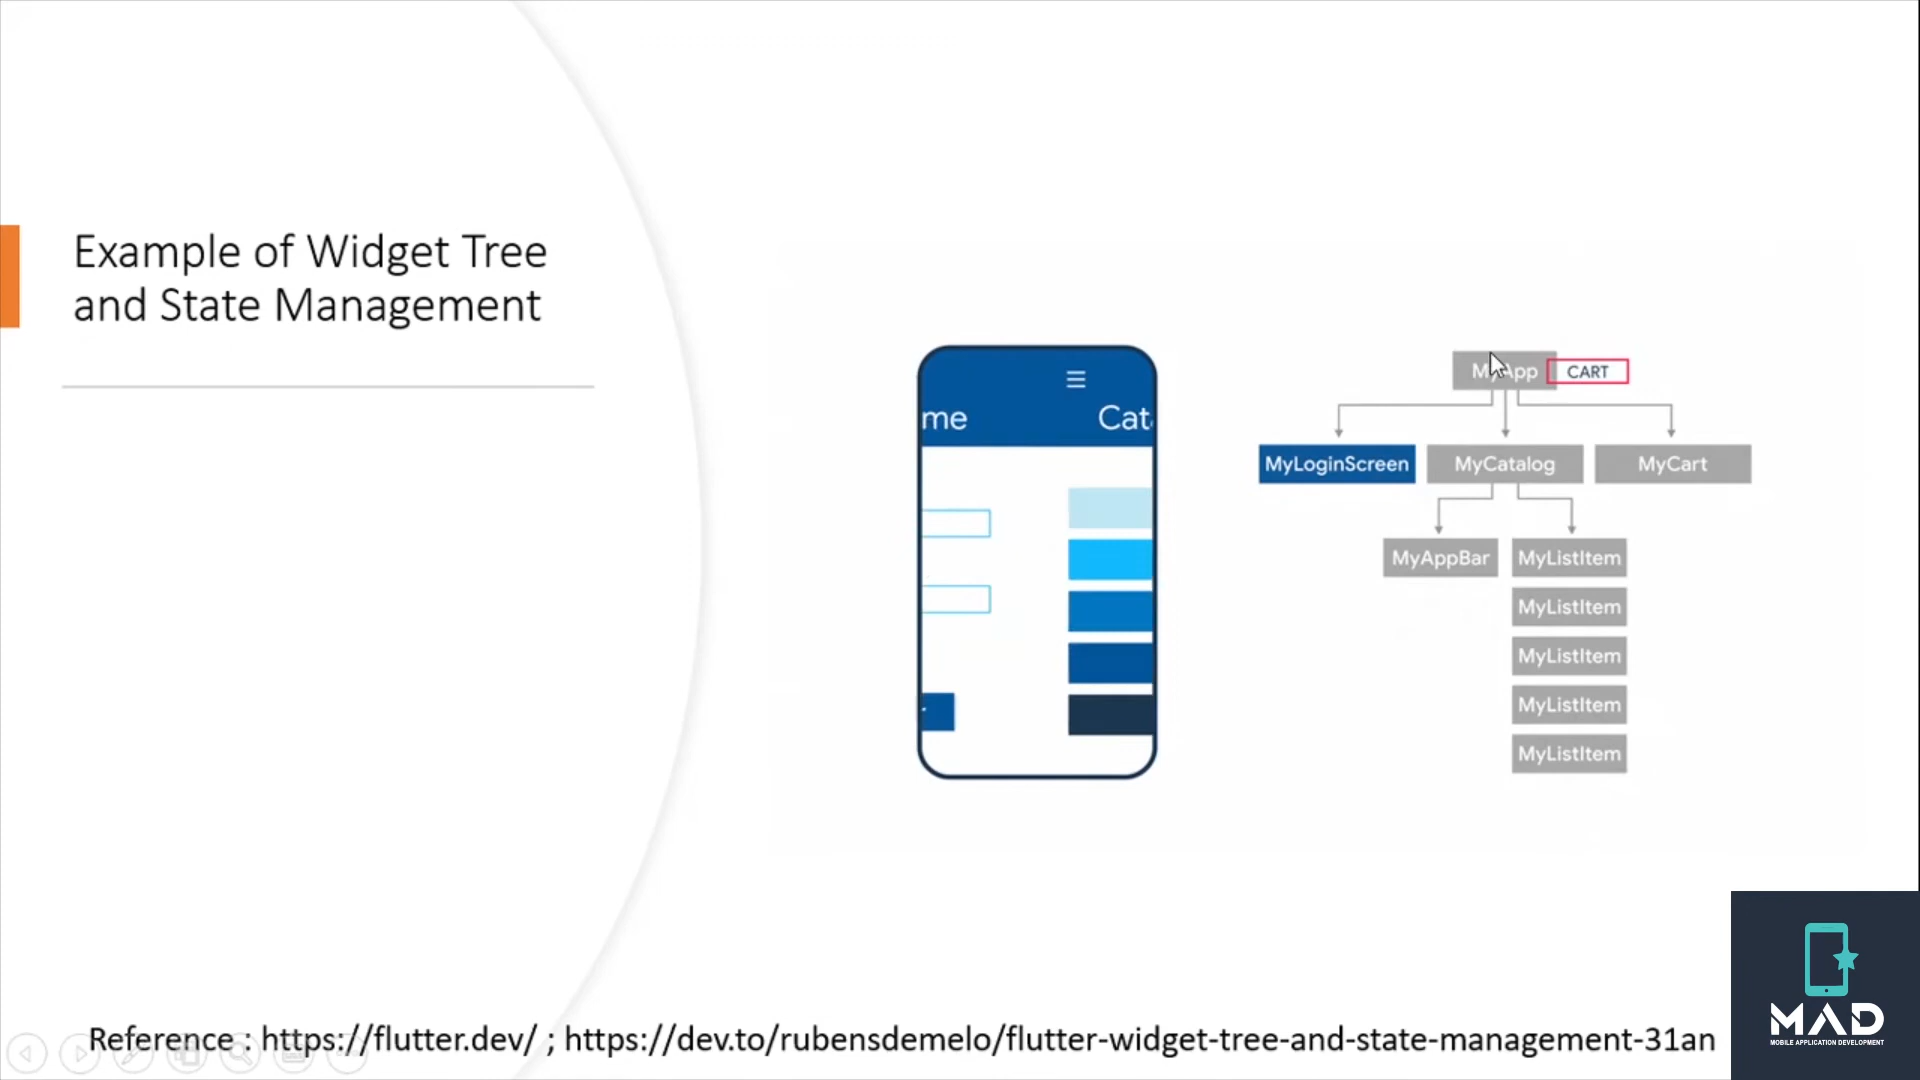 Example of Widget Tree
and State Management
me
Cat
MyApp
CART
MyLoginScreen
MyCatalog
MyCart
MyAppBar
MyListItem
MyListItem
MyListItem
MyListItem
MyListItem
Reference : https://flutter.dev/ ; https://dev.to/rubensdemelo/flutter-widget-tree-and-state-management-31an
MAD
MOBILE APPLICATION DEVELOPMENT